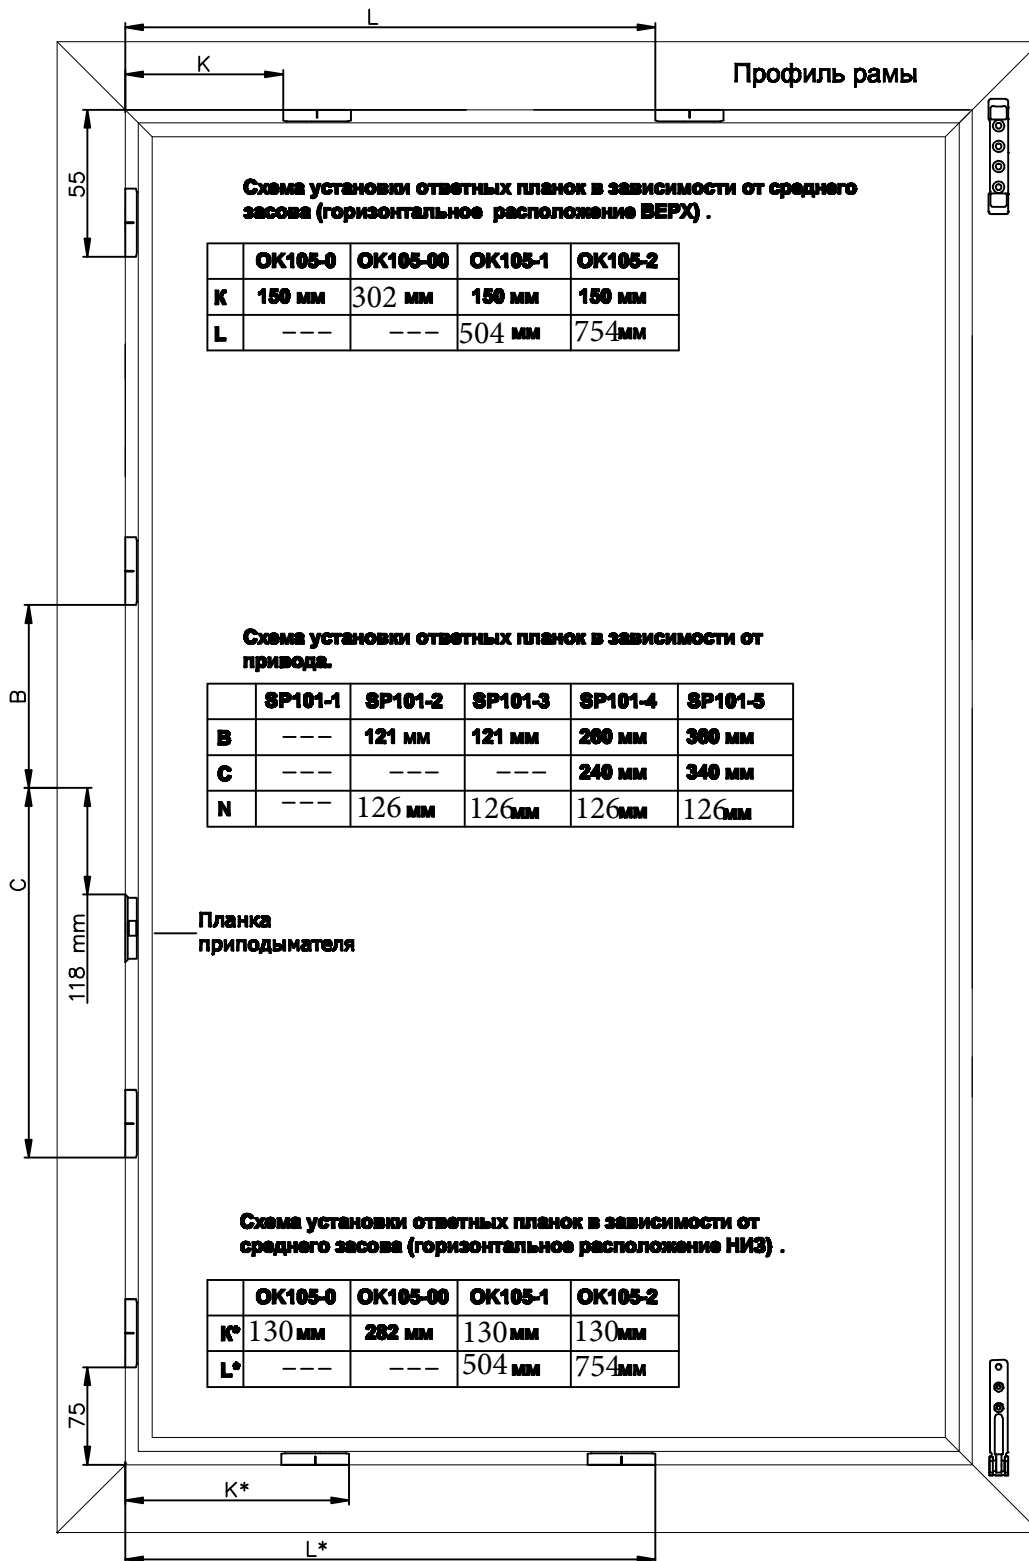 L
K
Профиль рамы
55
Схема установки ответных планок в зависимости от среднего
засова (горизонтальное расположение ВЕРХ) .
OK105-0 OK105-00 OK105-1 OK105-2
K 150 мм 302 мм 150 мм 150 мм
L --- --- 504 мм 754мм
Схема установки ответных планок в зависимости от
привода.
B
SP101-1 SP101-2 SP101-3 SP101-4 SP101-5
B --- 121 мм 121 мм 260 мм 360 мм
C --- --- --- 240 мм 340 мм
N --- 126 мм 126мм 126мм 126мм
C
118 mm
Планка
приподымателя
Схема установки ответных планок в зависимости от
среднего засова (горизонтальное расположение НИЗ) .
OK105-0 OK105-00 OK105-1 OK105-2
K* 130 мм 282 мм 130 мм 130мм
L* --- --- 504 мм 754мм
75
K*
L*